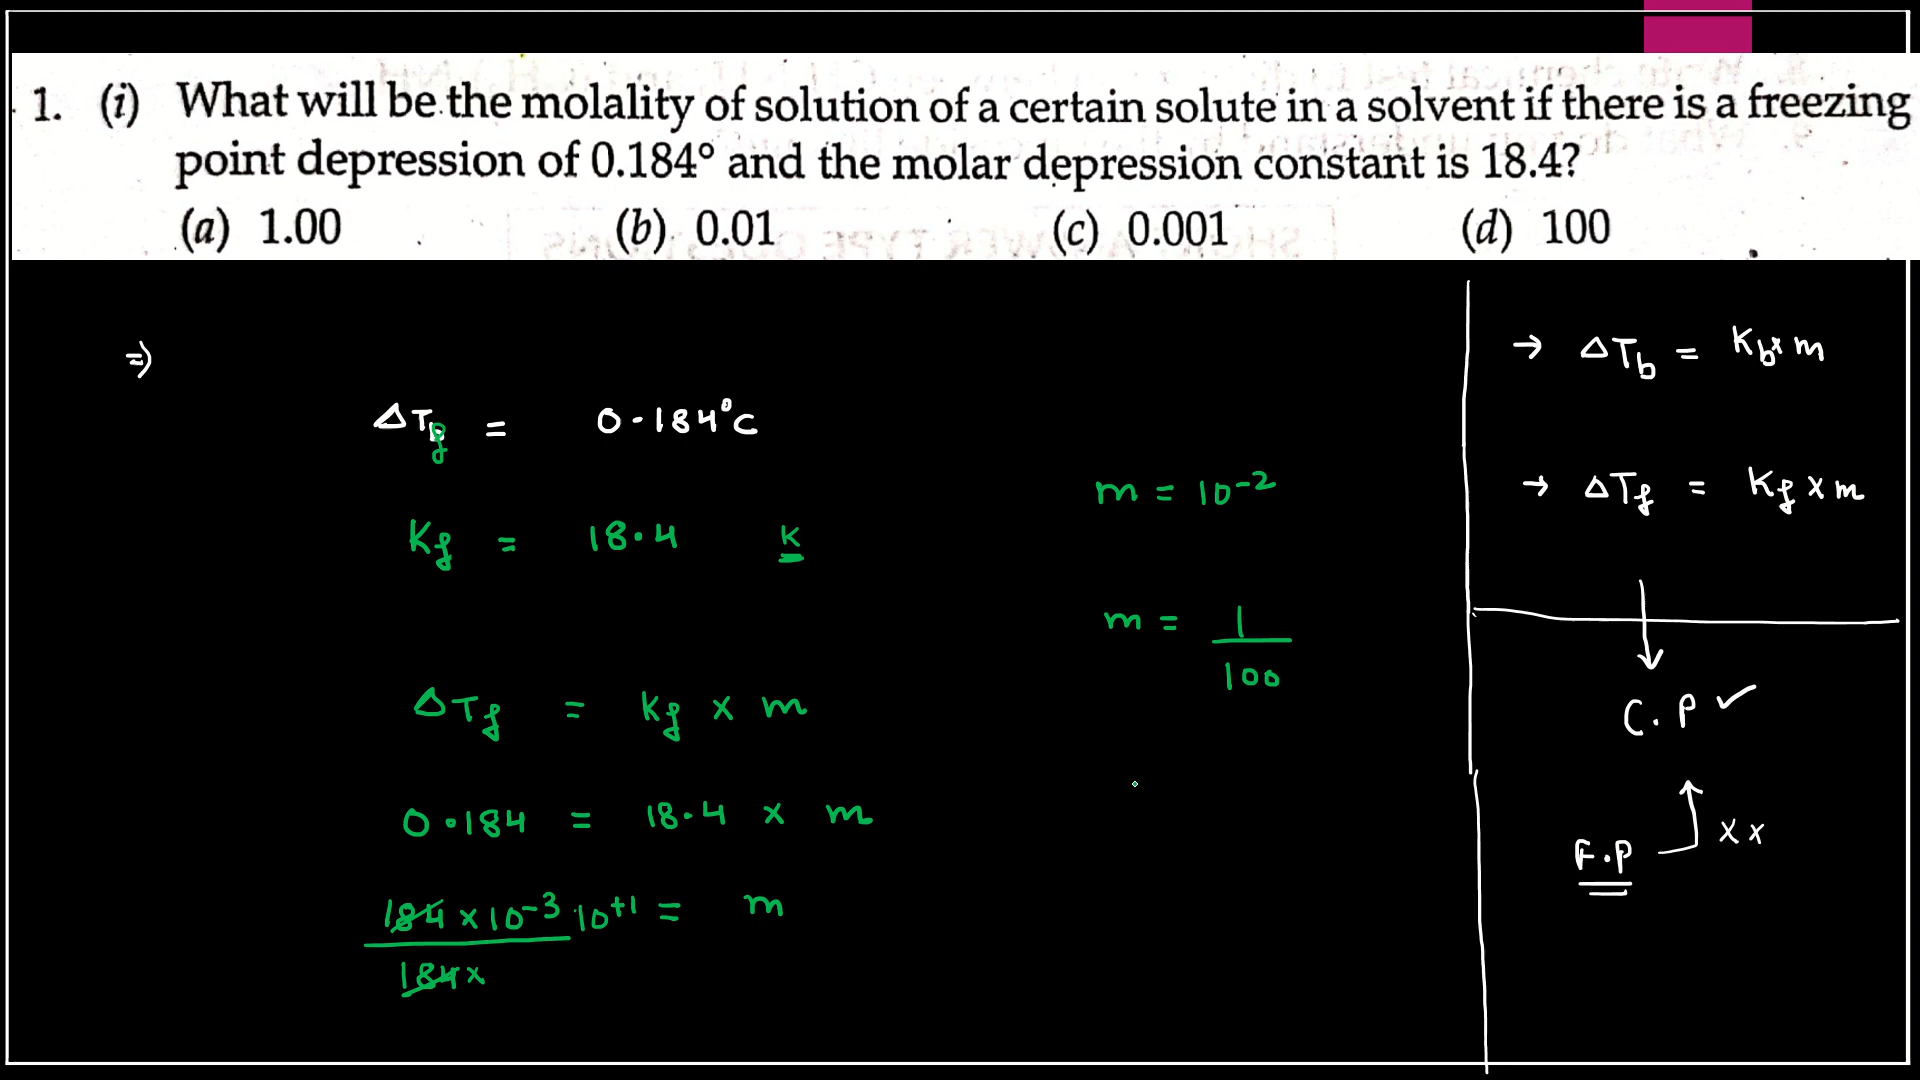 1. (i) What will be the molality of solution of a certain solute in a solvent if there is a freezing
point depression of 0.184° and the molar depression constant is 18.4?
(a) 1.00 (b) 0.01 (c) 0.001 (d) 100
⇒)
ΔTf = 0.184°C
Kf = 18.4 K
ΔTf = Kf × m
0.184 = 18.4 × m
184 × 10⁻³ 10⁺¹ = m
184 ×
m = 10⁻²
m = 1
100
→ ΔTb = Kb × m
→ ΔTf = Kf × m
C.P ✓
F.P x x